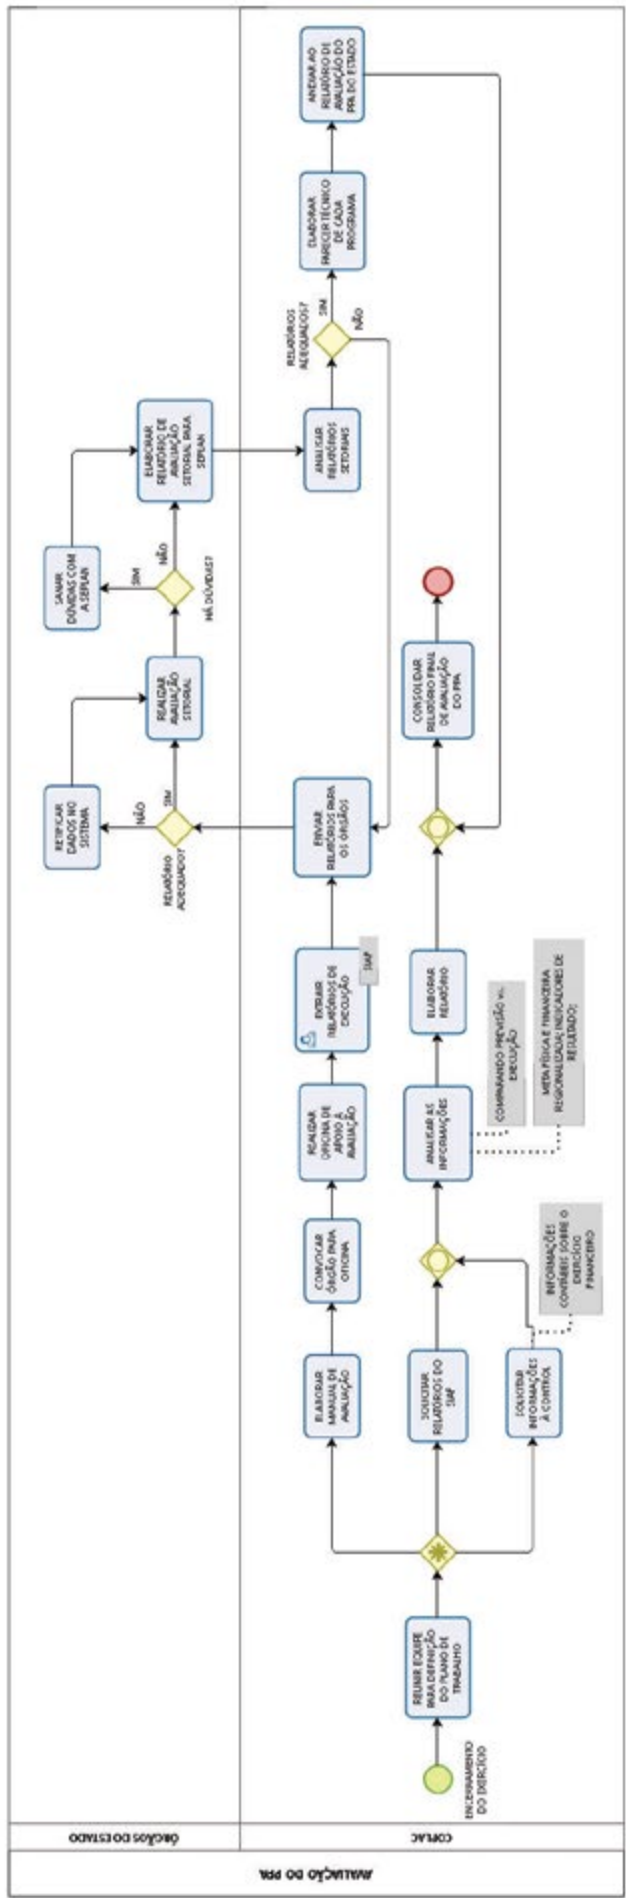 AVALIAÇÃO DO PPA
ÓRGÃOS DO ESTADO
COPLAC
RETIFICAR
DADOS NO
SISTEMA
NÃO
SIM
RELATÓRIO
ADEQUADO?
REALIZAR
AVALIAÇÃO
SETORIAL
SANAR
DÚVIDAS COM
A SEPLAN
SIM
NÃO
HÁ DÚVIDAS?
ELABORAR
RELATÓRIO DE
AVALIAÇÃO
SETORIAL PARA
SEPLAN
ENCERRAMENTO
DO EXERCÍCIO
REUNIR EQUIPE
PARA DEFINIÇÃO
DO PLANO DE
TRABALHO
ELABORAR
MANUAL DE
AVALIAÇÃO
CONVOCAR
ÓRGÃO PARA
OFICINA
REALIZAR
OFICINA DE
APOIO À
AVALIAÇÃO
EXTRAIR
RELATÓRIOS DE
EXECUÇÃO
SIAF
ENVIAR
RELATÓRIOS PARA
OS ÓRGÃOS
ANALISAR
RELATÓRIOS
SETORIAIS
RELATÓRIOS
ADEQUADOS?
SIM
NÃO
ELABORAR
PARECER TÉCNICO
DE CADA
PROGRAMA
ANEXAR AO
RELATÓRIO DE
AVALIAÇÃO DO
PPA DO ESTADO
SOLICITAR
RELATÓRIOS DO
SIAF
ANALISAR AS
INFORMAÇÕES
ELABORAR
RELATÓRIO
CONSOLIDAR
RELATÓRIO FINAL
DE AVALIAÇÃO
DO PPA
COMPARANDO PREVISÃO vs.
EXECUÇÃO
META FÍSICA E FINANCEIRA
REGIONALIZADA; INDICADORES DE
RESULTADO;
SOLICITAR
INFORMAÇÕES
À CONTROL
INFORMAÇÕES
CONTÁBEIS SOBRE O
EXERCÍCIO
FINANCEIRO